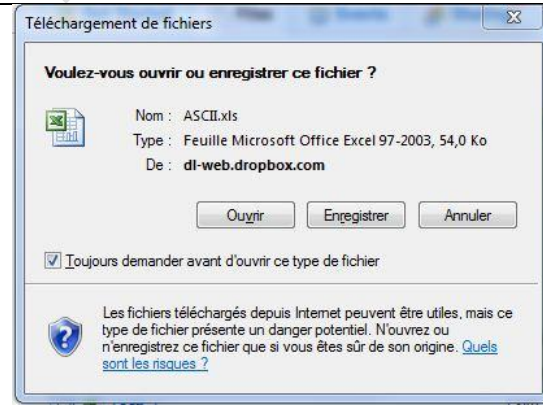 Téléchargement de fichiers
Voulez-vous ouvrir ou enregistrer ce fichier ?
Nom : ASCII.xls
Type : Feuille Microsoft Office Excel 97-2003, 54,0 Ko
De : dl-web.dropbox.com
Ouvrir Enregistrer Annuler
Toujours demander avant d'ouvrir ce type de fichier
Les fichiers téléchargés depuis Internet peuvent être utiles, mais ce
type de fichier présente un danger potentiel. N'ouvrez ou
n'enregistrez ce fichier que si vous êtes sûr de son origine. Quels
sont les risques ?